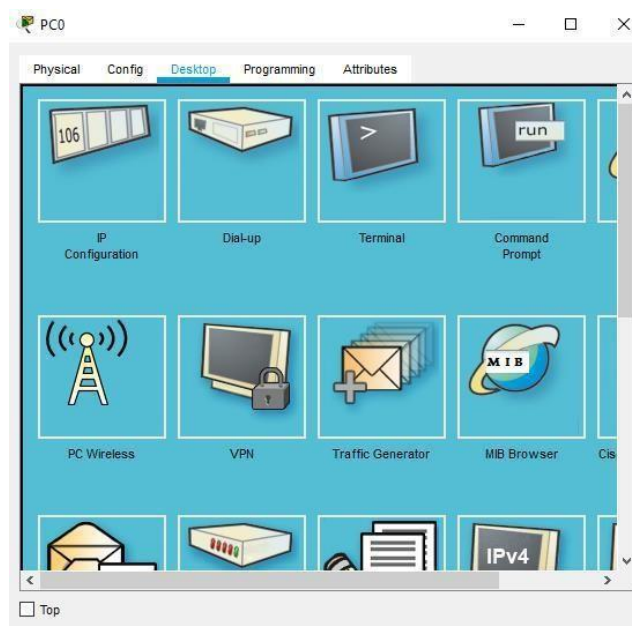 PC0
Physical Config Desktop Programming Attributes
106
>
run
IP
Configuration
Dial-up
Terminal
Command
Prompt
MIB
PC Wireless
VPN
Traffic Generator
MIB Browser
Cis
IPv4
Top